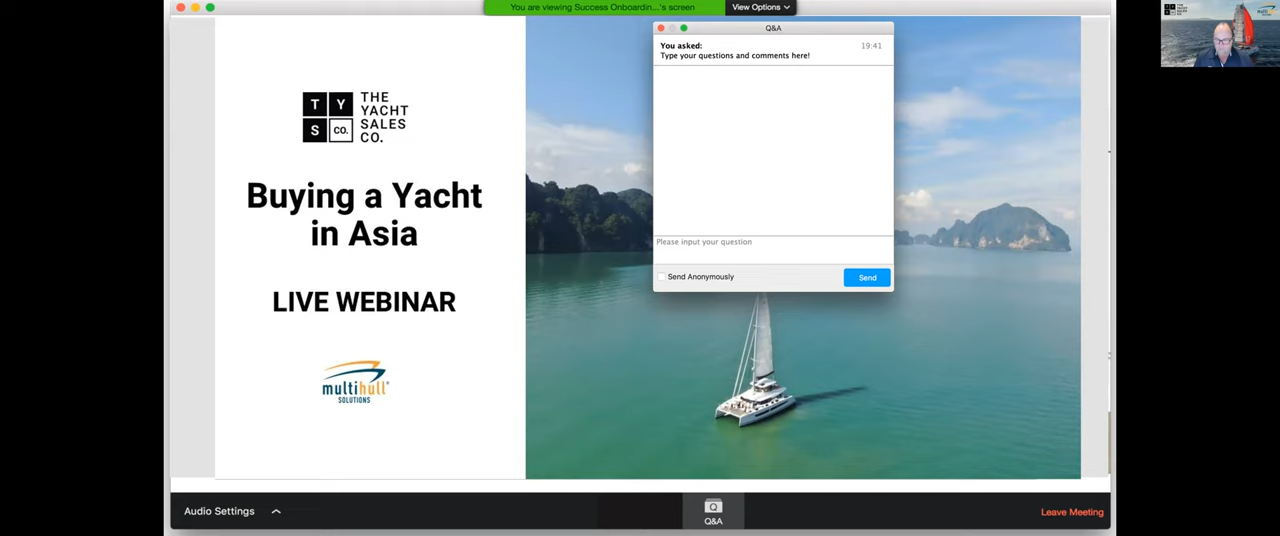 You are viewing Success Onboardin...'s screen
View Options
Q&A
You asked:
19:41
Type your questions and comments here!
Please input your question
Send Anonymously
Send
T Y
S CO.
THE
YACHT
SALES
CO.
Buying a Yacht
in Asia
LIVE WEBINAR
multihull
SOLUTIONS
Audio Settings
Q&A
Leave Meeting